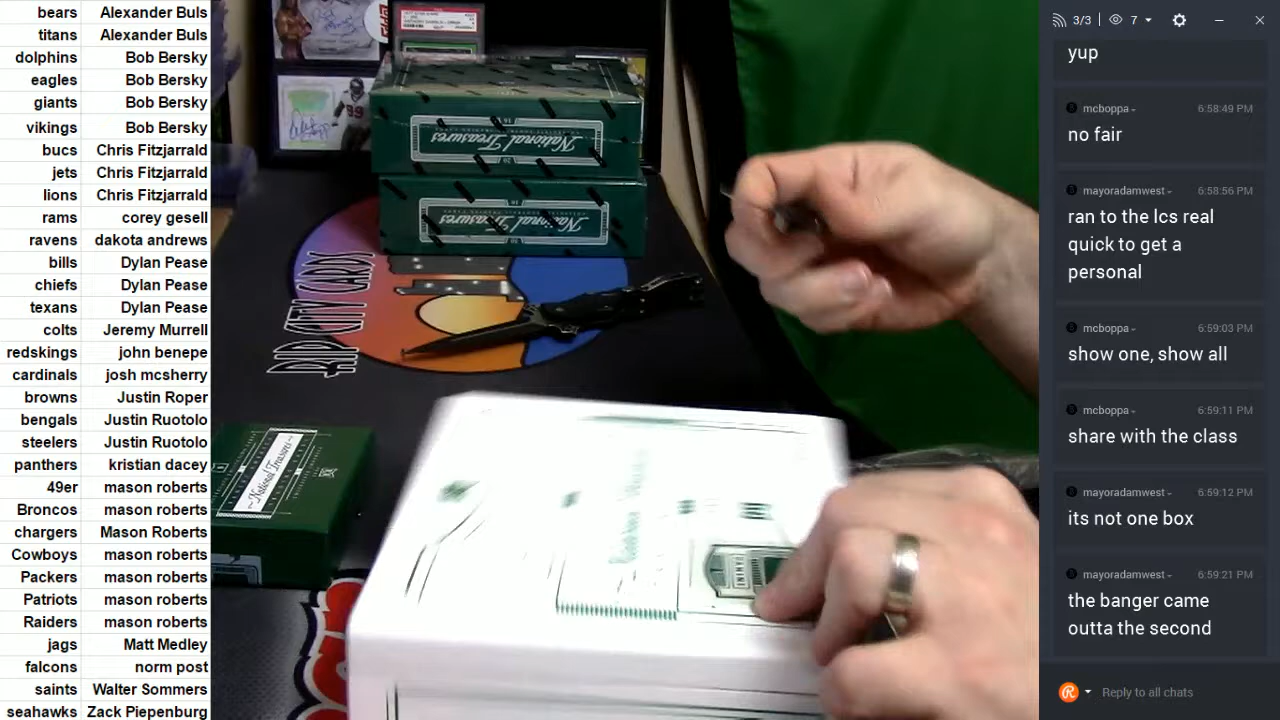 bears Alexander Buls
titans Alexander Buls
dolphins Bob Bersky
eagles Bob Bersky
giants Bob Bersky
vikings Bob Bersky
bucs Chris Fitzjarrald
jets Chris Fitzjarrald
lions Chris Fitzjarrald
rams corey gesell
ravens dakota andrews
bills Dylan Pease
chiefs Dylan Pease
texans Dylan Pease
colts Jeremy Murrell
redskings john benepe
cardinals josh mcsherry
browns Justin Roper
bengals Justin Ruotolo
steelers Justin Ruotolo
panthers kristian dacey
49er mason roberts
Broncos mason roberts
chargers Mason Roberts
Cowboys mason roberts
Packers mason roberts
Patriots mason roberts
Raiders mason roberts
jags Matt Medley
falcons norm post
saints Walter Sommers
seahawks Zack Piepenburg
National Treasures
National Treasures
RIP CITY CARDS
National Treasures
PANINI
3/3 7
yup
mcboppa 6:58:49 PM
no fair
mayoradamwest 6:58:56 PM
ran to the lcs real
quick to get a
personal
mcboppa 6:59:03 PM
show one, show all
mcboppa 6:59:11 PM
share with the class
mayoradamwest 6:59:12 PM
its not one box
mayoradamwest 6:59:21 PM
the banger came
outta the second
Reply to all chats